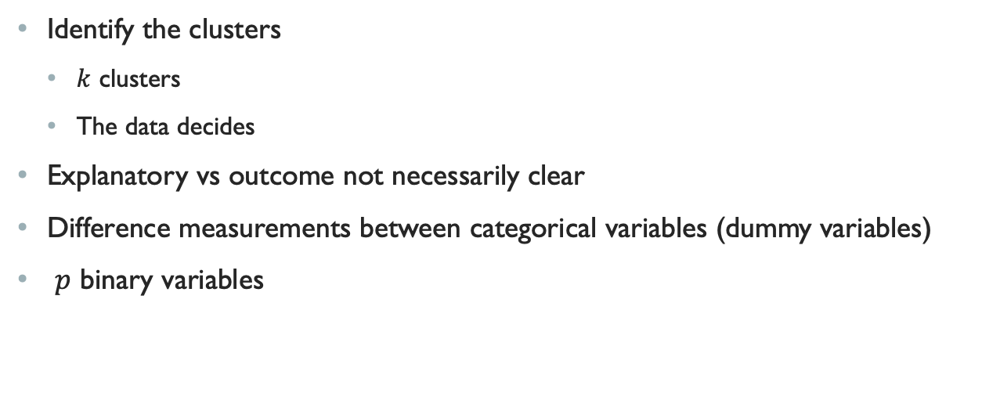 • Identify the clusters
• k clusters
• The data decides
• Explanatory vs outcome not necessarily clear
• Difference measurements between categorical variables (dummy variables)
• p binary variables